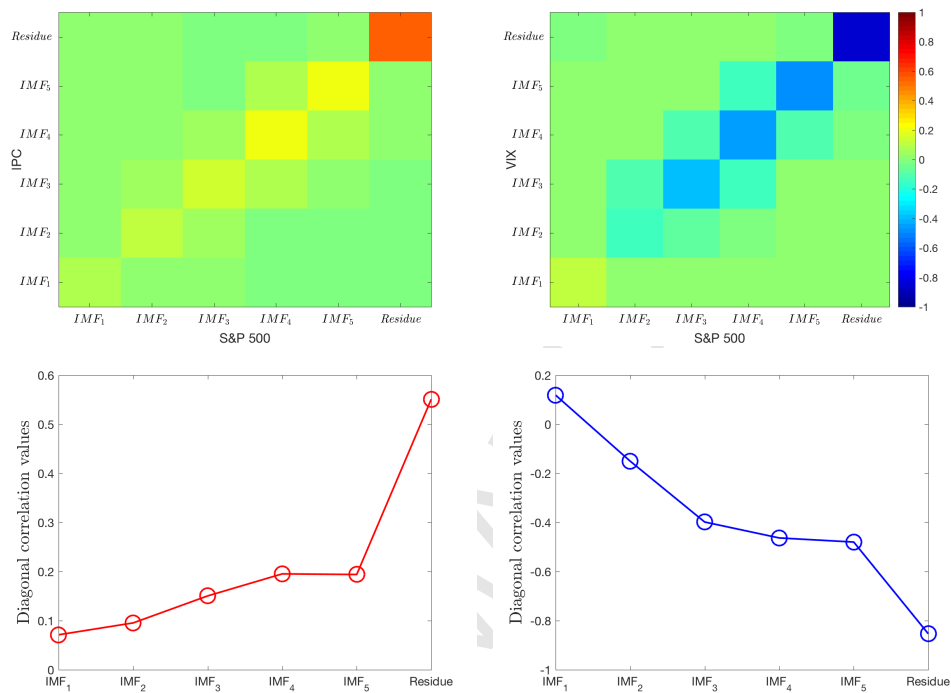 Residue
IMF5
IMF4
IMF3
IMF2
IMF1
IPC
IMF1 IMF2 IMF3 IMF4 IMF5 Residue
S&P 500
Residue
IMF5
IMF4
IMF3
IMF2
IMF1
VIX
IMF1 IMF2 IMF3 IMF4 IMF5 Residue
S&P 500
1
0.8
0.6
0.4
0.2
0
-0.2
-0.4
-0.6
-0.8
-1
0.6
0.5
0.4
0.3
0.2
0.1
0
Diagonal correlation values
IMF1 IMF2 IMF3 IMF4 IMF5 Residue
0.2
0
-0.2
-0.4
-0.6
-0.8
-1
Diagonal correlation values
IMF1 IMF2 IMF3 IMF4 IMF5 Residue